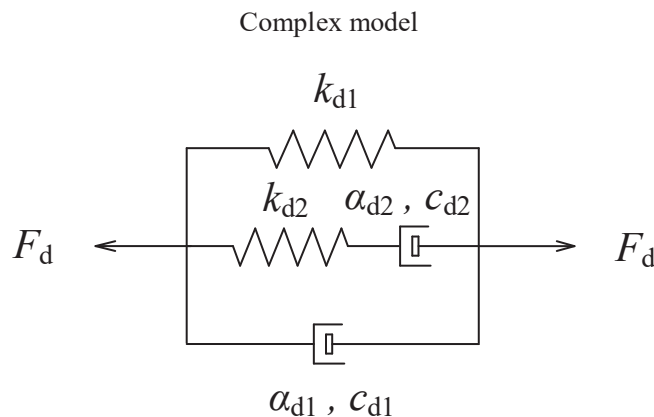 Complex model
k_d1
k_d2
α_d2 , c_d2
F_d
F_d
α_d1 , c_d1